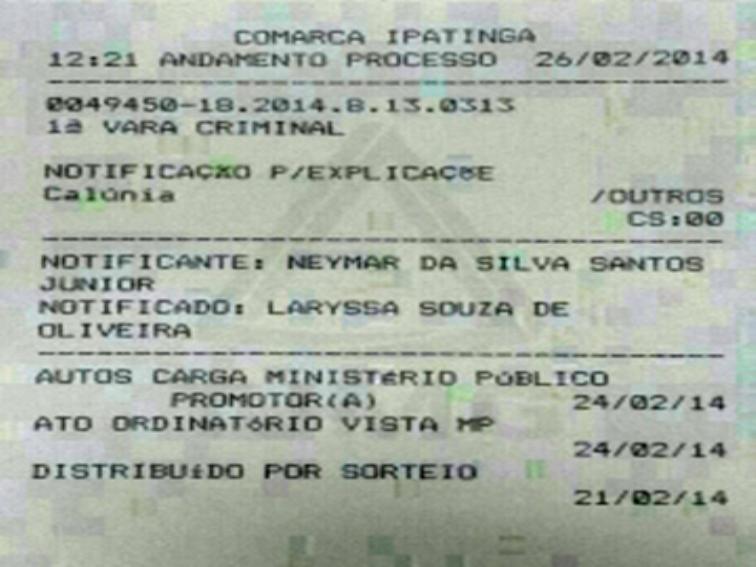 COMARCA IPATINGA
12:21 ANDAMENTO PROCESSO 26/02/2014
0049450-18.2014.8.13.0313
1ª VARA CRIMINAL
NOTIFICAÇÃO P/EXPLICAÇÕE
Calúnia /OUTROS
CS:00
NOTIFICANTE: NEYMAR DA SILVA SANTOS
JUNIOR
NOTIFICADO: LARYSSA SOUZA DE
OLIVEIRA
AUTOS CARGA MINISTéRIO PúBLICO
PROMOTOR(A) 24/02/14
ATO ORDINATóRIO VISTA MP
24/02/14
DISTRIBUíDO POR SORTEIO
21/02/14